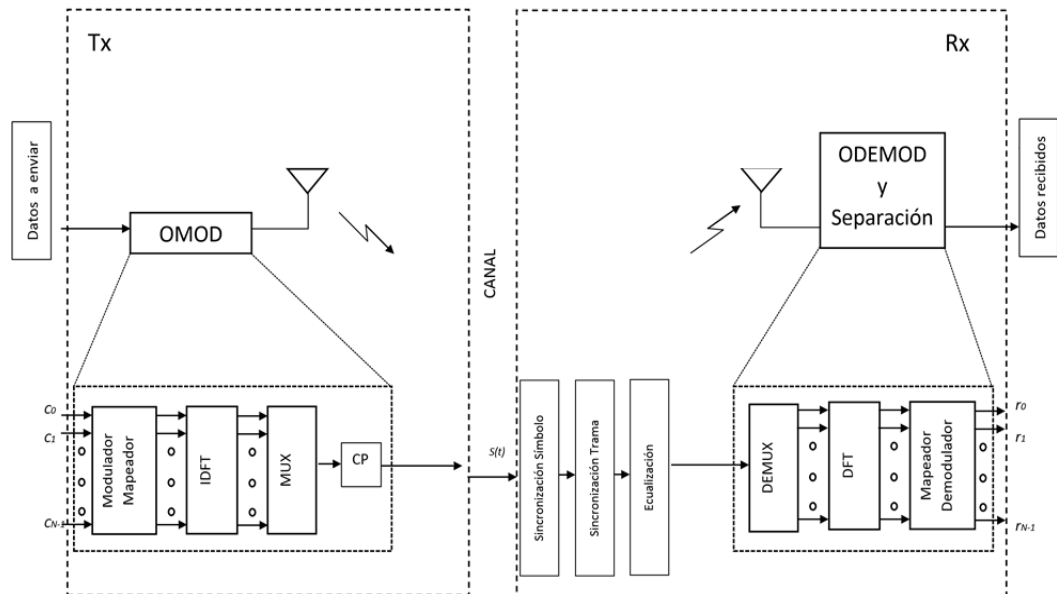 Tx
Rx
Datos a enviar
OMOD
CANAL
ODEMOD
y
Separación
Datos recibidos
C0
C1
CN-1
Modulador
Mapeador
IDFT
MUX
CP
S(t)
Sincronización Símbolo
Sincronización Trama
Ecualización
DEMUX
DFT
Mapeador
Demodulador
r0
r1
rN-1